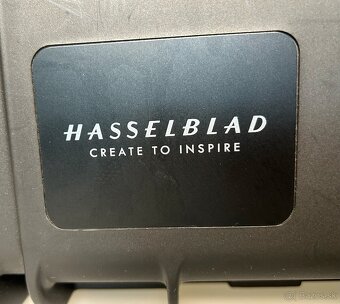 HASSELBLAD
CREATE TO INSPIRE